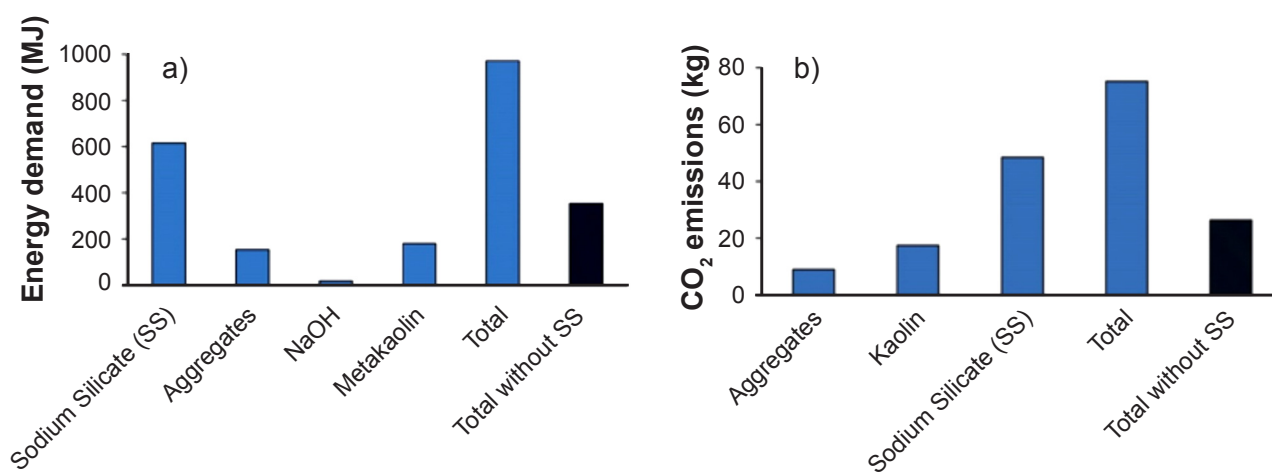 a)
Energy demand (MJ)
1000
800
600
400
200
0
Sodium Silicate (SS)
Aggregates
NaOH
Metakaolin
Total
Total without SS
b)
CO₂ emissions (kg)
80
60
40
20
0
Aggregates
Kaolin
Sodium Silicate (SS)
Total
Total without SS